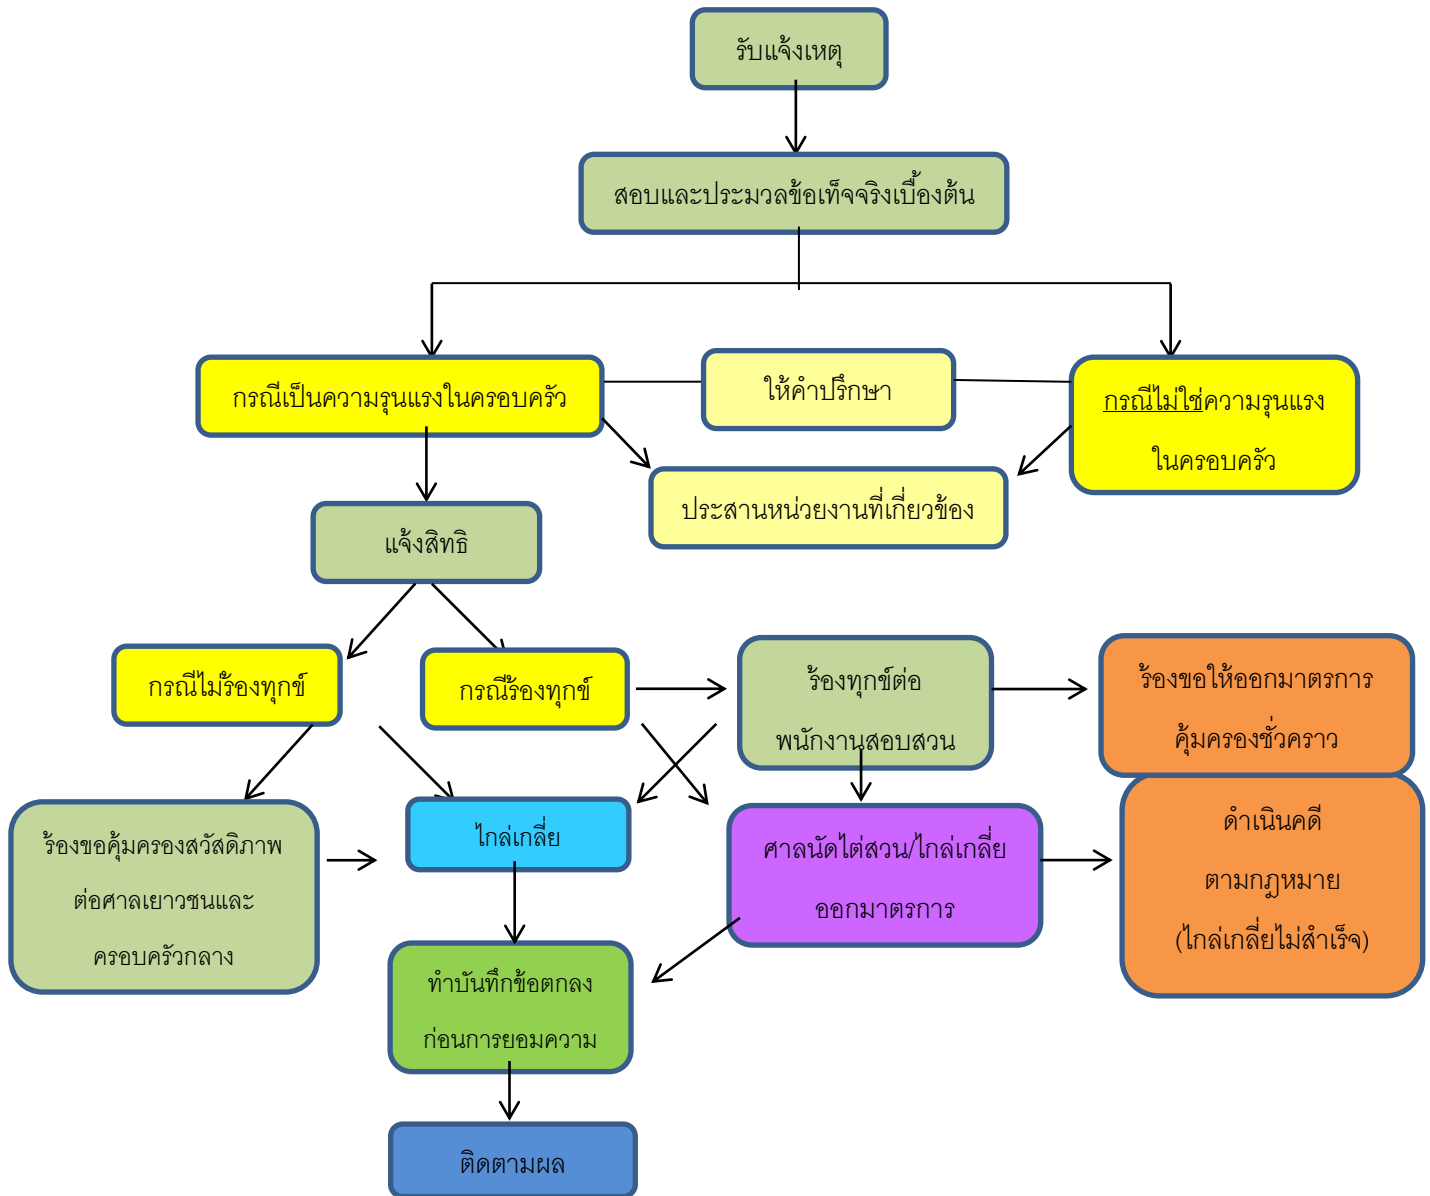 รับแจ้งเหตุ
สอบและประมวลข้อเท็จจริงเบื้องต้น
กรณีเป็นความรุนแรงในครอบครัว
ให้คำปรึกษา
กรณีไม่ใช่ความรุนแรง
ในครอบครัว
ประสานหน่วยงานที่เกี่ยวข้อง
แจ้งสิทธิ
กรณีไม่ร้องทุกข์
กรณีร้องทุกข์
ร้องทุกข์ต่อ
พนักงานสอบสวน
ร้องขอให้ออกมาตรการ
คุ้มครองชั่วคราว
ร้องขอคุ้มครองสวัสดิภาพ
ต่อศาลเยาวชนและ
ครอบครัวกลาง
ไกล่เกลี่ย
ศาลนัดไต่สวน/ไกล่เกลี่ย
ออกมาตรการ
ดำเนินคดี
ตามกฎหมาย
(ไกล่เกลี่ยไม่สำเร็จ)
ทำบันทึกข้อตกลง
ก่อนการยอมความ
ติดตามผล